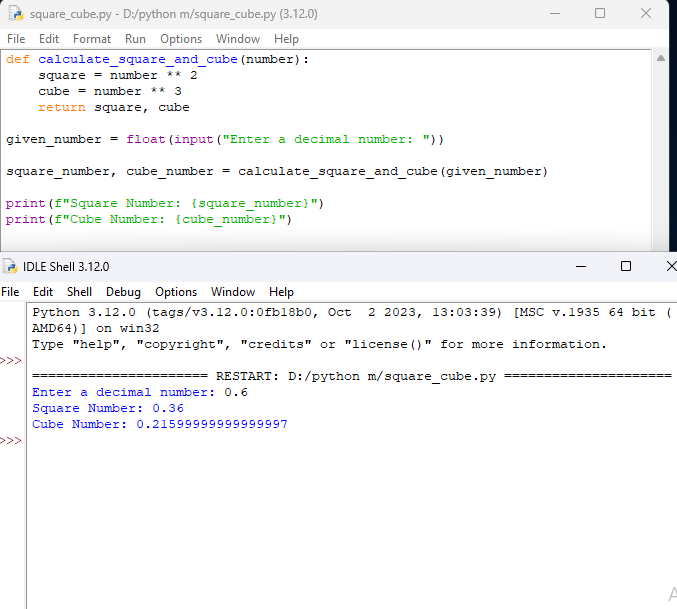 square_cube.py - D:/python m/square_cube.py (3.12.0)
File Edit Format Run Options Window Help
def calculate_square_and_cube(number):
    square = number ** 2
    cube = number ** 3
    return square, cube

given_number = float(input("Enter a decimal number: "))

square_number, cube_number = calculate_square_and_cube(given_number)

print(f"Square Number: {square_number}")
print(f"Cube Number: {cube_number}")
IDLE Shell 3.12.0
File Edit Shell Debug Options Window Help
Python 3.12.0 (tags/v3.12.0:0fb18b0, Oct  2 2023, 13:03:39) [MSC v.1935 64 bit (
AMD64)] on win32
Type "help", "copyright", "credits" or "license()" for more information.
>>>
====================== RESTART: D:/python m/square_cube.py =====================
Enter a decimal number: 0.6
Square Number: 0.36
Cube Number: 0.21599999999999997
>>>
A